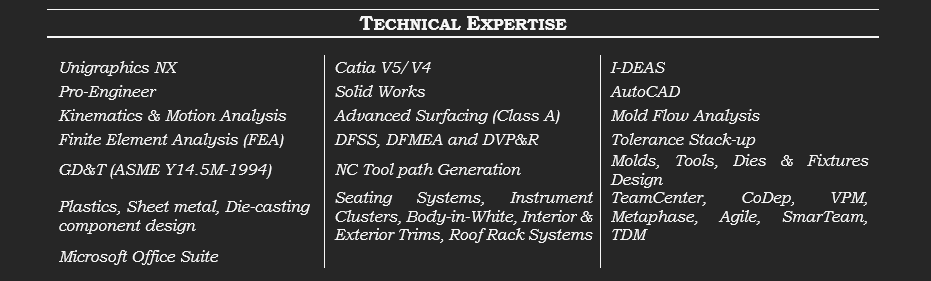 TECHNICAL EXPERTISE
Unigraphics NX
Catia V5/V4
I-DEAS
Pro-Engineer
Solid Works
AutoCAD
Kinematics & Motion Analysis
Advanced Surfacing (Class A)
Mold Flow Analysis
Finite Element Analysis (FEA)
DFSS, DFMEA and DVP&R
Tolerance Stack-up
GD&T (ASME Y14.5M-1994)
NC Tool path Generation
Molds, Tools, Dies & Fixtures
Design
Plastics, Sheet metal, Die-casting
component design
Seating Systems, Instrument
Clusters, Body-in-White, Interior &
Exterior Trims, Roof Rack Systems
TeamCenter, CoDep, VPM,
Metaphase, Agile, SmarTeam,
TDM
Microsoft Office Suite